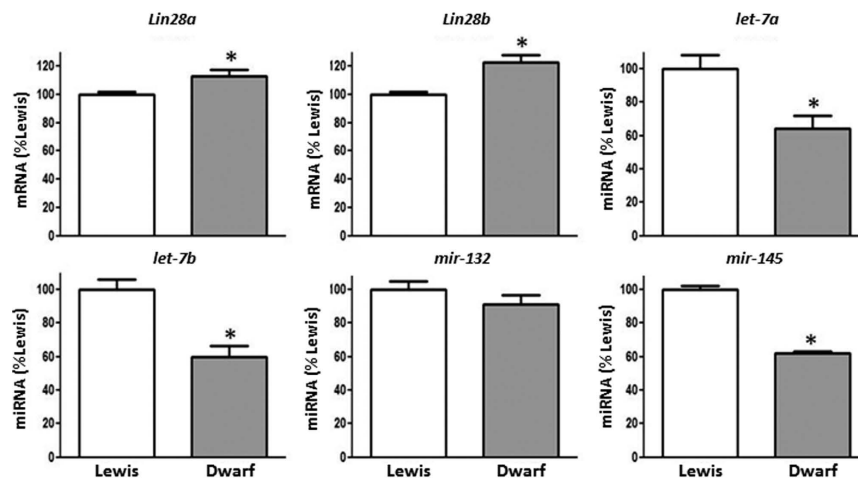 Lin28a
mRNA (%Lewis)
120
100
80
60
40
20
0
*
Lin28b
mRNA (% Lewis)
120
100
80
60
40
20
0
*
let-7a
miRNA (% Lewis)
100
80
60
40
20
0
*
let-7b
miRNA (%Lewis)
100
80
60
40
20
0
*
Lewis Dwarf
mir-132
miRNA (% Lewis)
100
80
60
40
20
0
Lewis Dwarf
mir-145
miRNA (% Lewis)
100
80
60
40
20
0
*
Lewis Dwarf